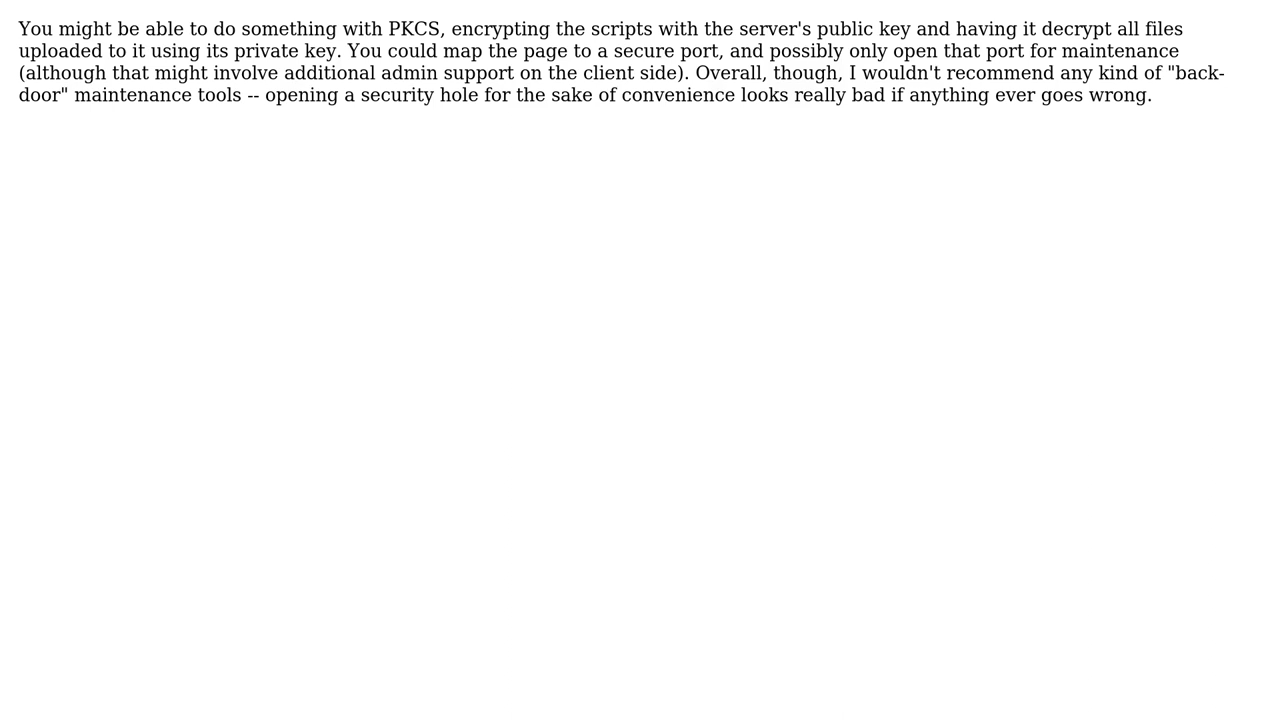 You might be able to do something with PKCS, encrypting the scripts with the server's public key and having it decrypt all files
uploaded to it using its private key. You could map the page to a secure port, and possibly only open that port for maintenance
(although that might involve additional admin support on the client side). Overall, though, I wouldn't recommend any kind of "back-
door" maintenance tools -- opening a security hole for the sake of convenience looks really bad if anything ever goes wrong.